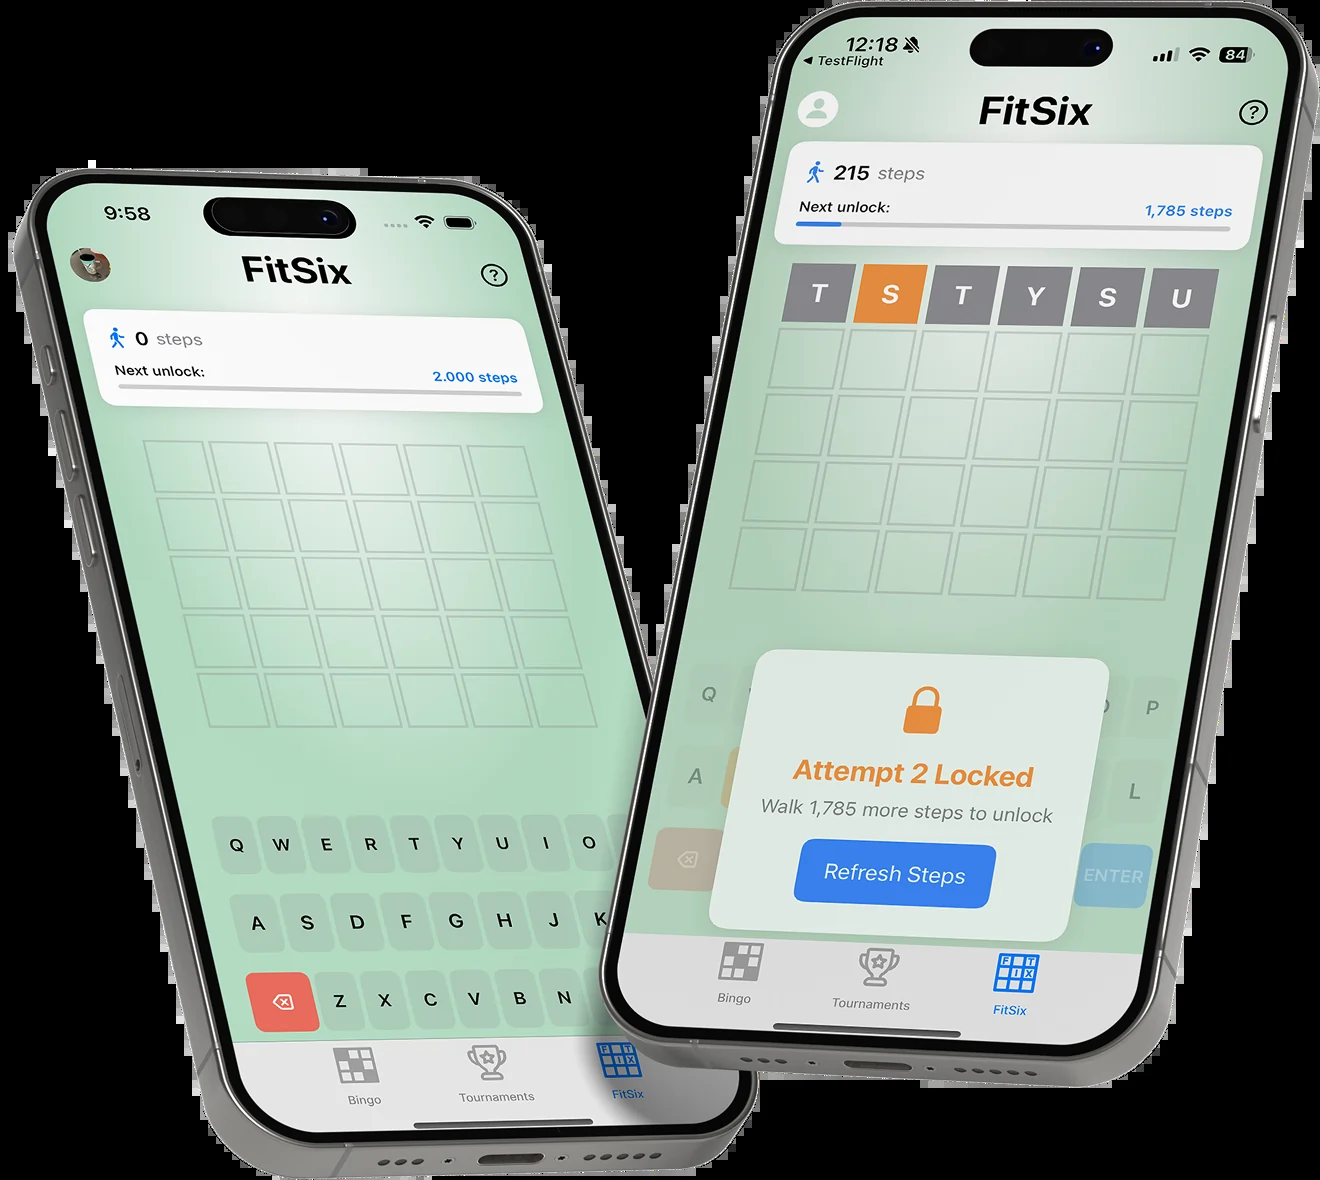 9:58
FitSix
?
0 steps
Next unlock:
2.000 steps
Q W E R T Y U I O
A S D F G H J K
Z X C V B N
Bingo
Tournaments
F T
I X
FitSix
12:18
◀ TestFlight
84
FitSix
?
215 steps
Next unlock:
1,785 steps
T S T Y S U
Q P
Attempt 2 Locked
A L
Walk 1,785 more steps to unlock
Refresh Steps
ENTER
Bingo
Tournaments
F T
I X
FitSix